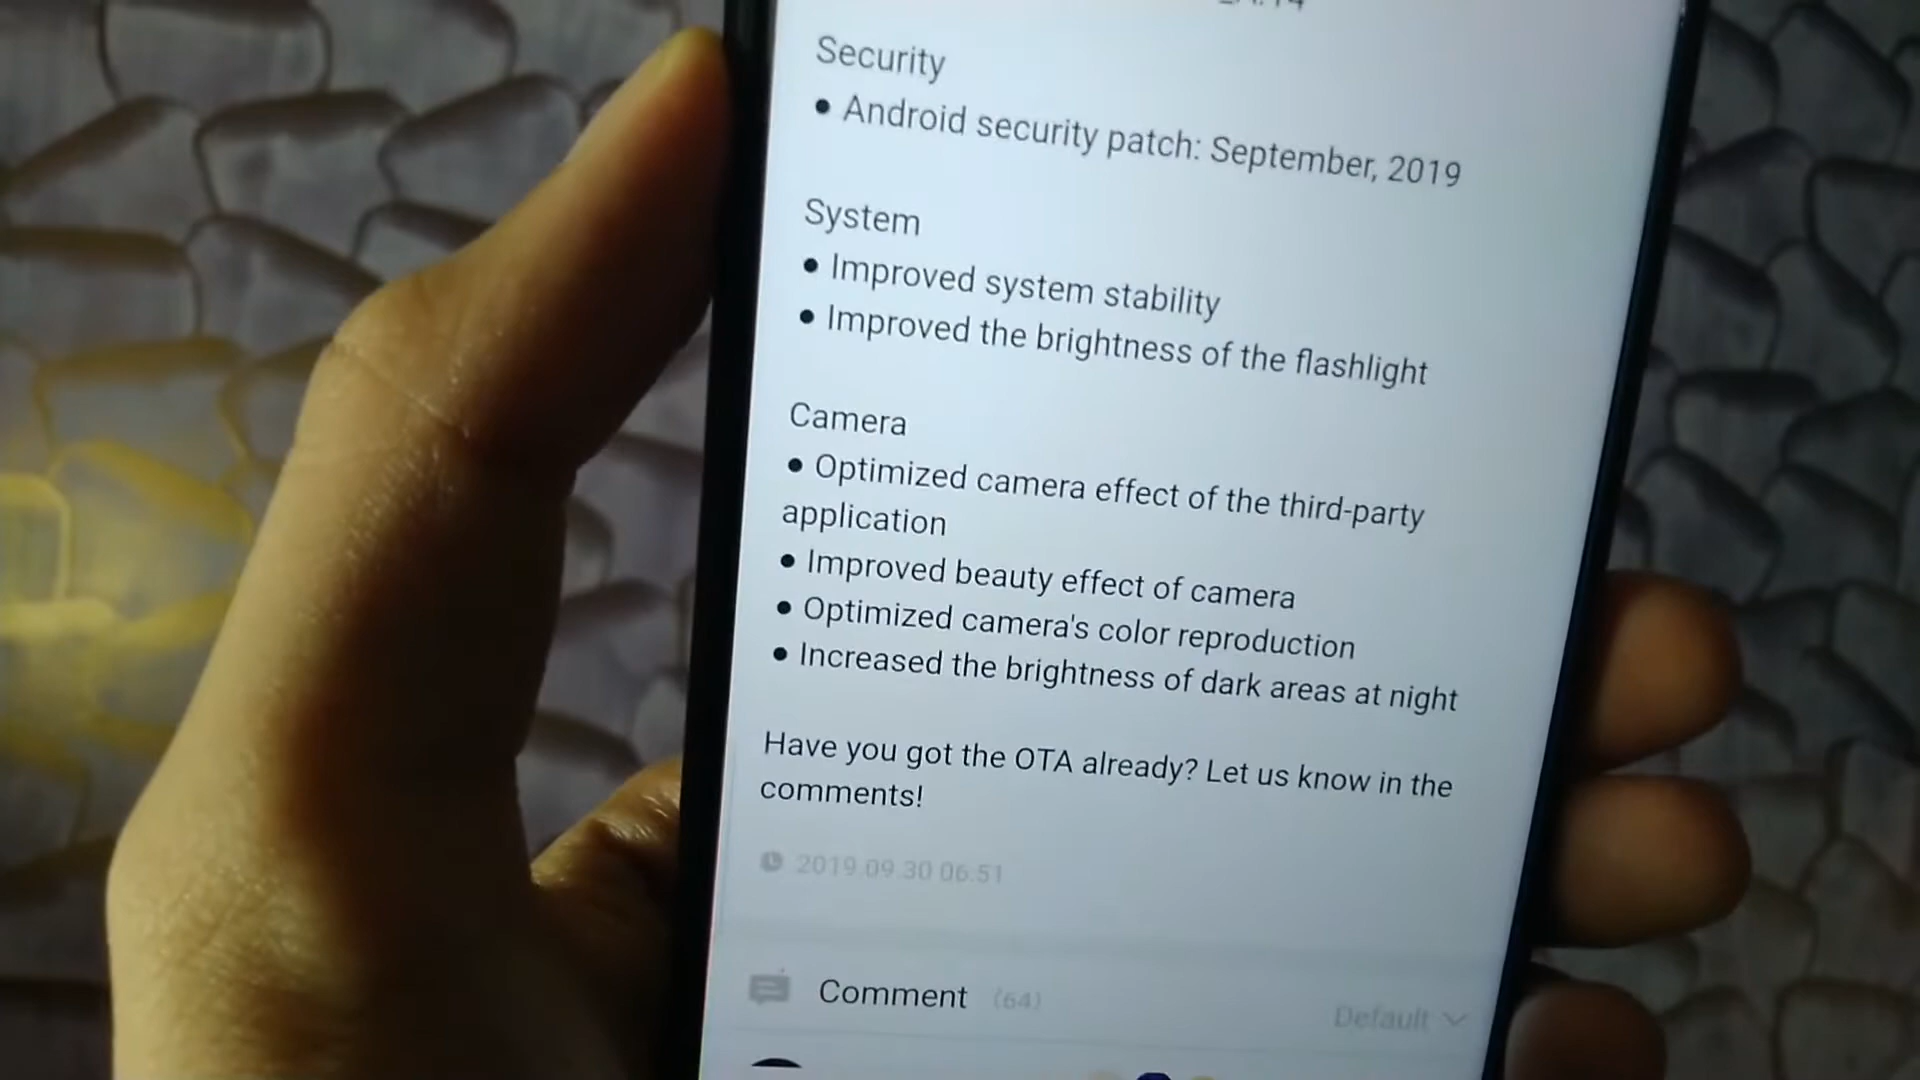 Security
• Android security patch: September, 2019
System
• Improved system stability
• Improved the brightness of the flashlight
Camera
• Optimized camera effect of the third-party
application
• Improved beauty effect of camera
• Optimized camera's color reproduction
• Increased the brightness of dark areas at night
Have you got the OTA already? Let us know in the
comments!
2019.09.30 06:51
Comment (64)
Default